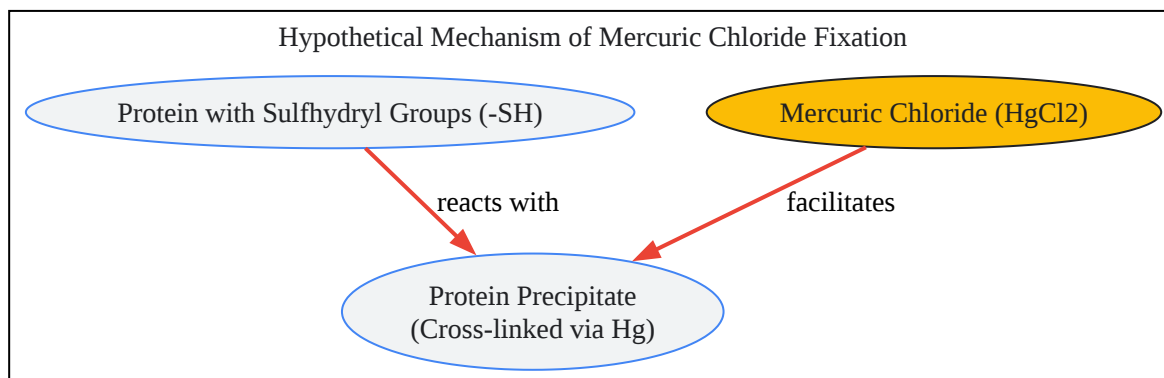 Hypothetical Mechanism of Mercuric Chloride Fixation
Protein with Sulfhydryl Groups (-SH)
Mercuric Chloride (HgCl2)
reacts with
facilitates
Protein Precipitate
(Cross-linked via Hg)